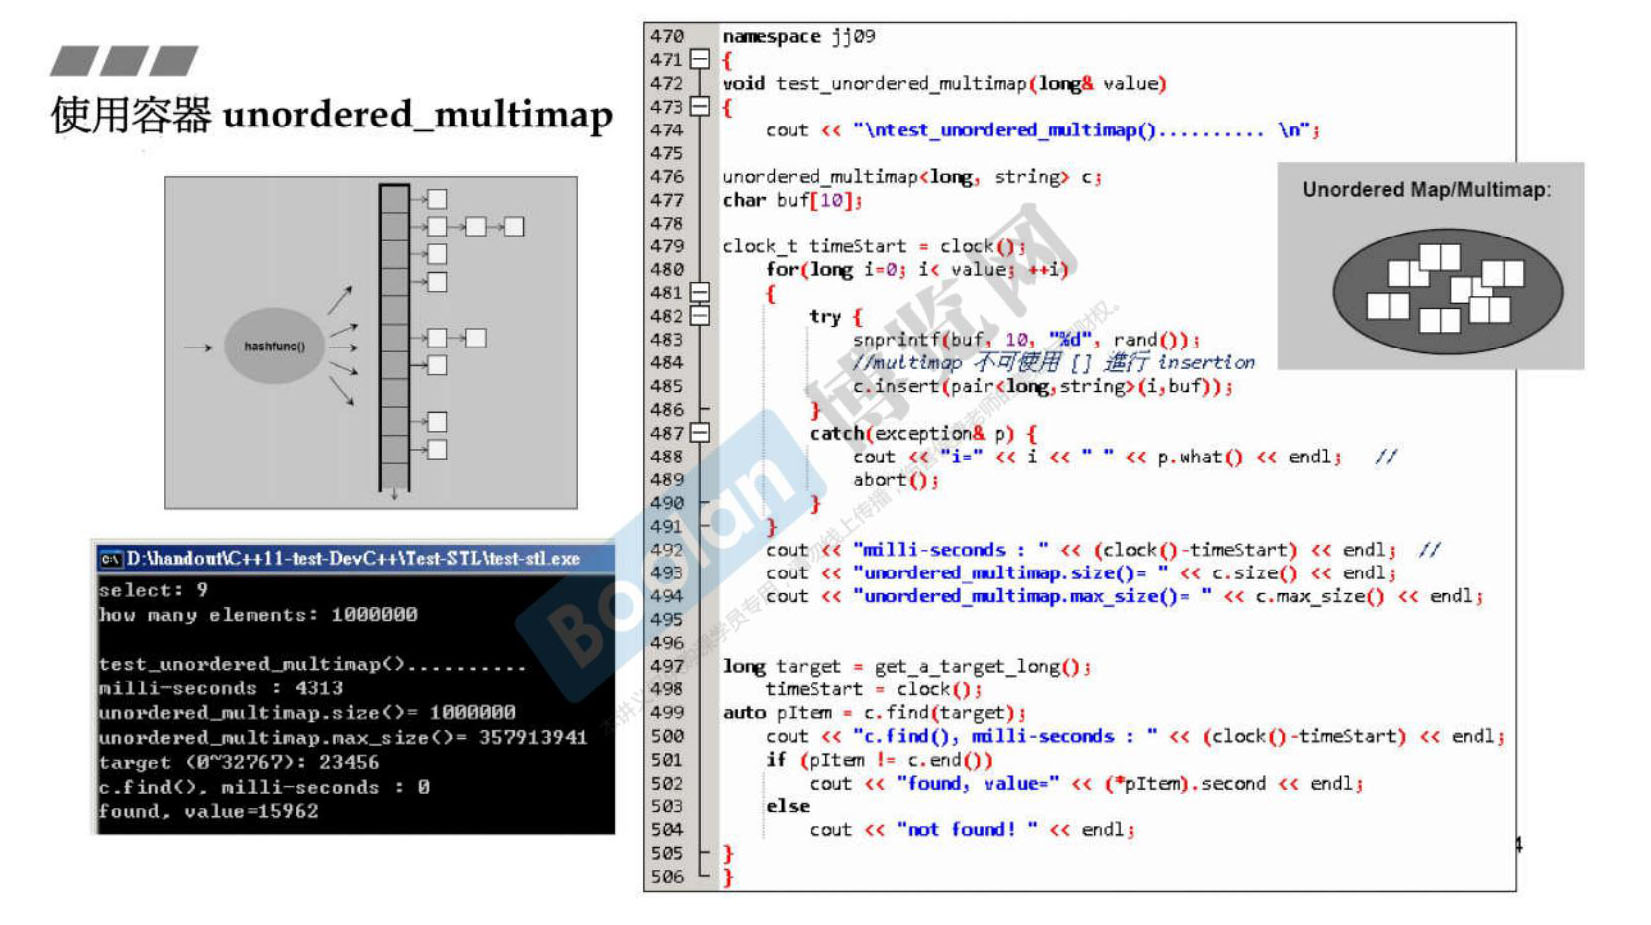 使用容器 unordered_multimap
hashfunc()
D:\handout\C++11-test-DevC++\Test-STL\test-stl.exe
select: 9
how many elements: 1000000
test_unordered_multimap()..........
milli-seconds : 4313
unordered_multimap.size()= 1000000
unordered_multimap.max_size()= 357913941
target (0~32767): 23456
c.find(), milli-seconds : 0
found, value=15962
470 namespace jj09
471 {
472 void test_unordered_multimap(long& value)
473 {
474 cout << "\ntest_unordered_multimap().......... \n";
475
476 unordered_multimap<long, string> c;
477 char buf[10];
478
479 clock_t timeStart = clock();
480 for(long i=0; i< value; ++i)
481 {
482 try {
483 snprintf(buf, 10, "%d", rand());
484 //multimap 不可使用 [] 進行 insertion
485 c.insert(pair<long,string>(i,buf));
486 }
487 catch(exception& p) {
488 cout << "i=" << i << " " << p.what() << endl; //
489 abort();
490 }
491 }
492 cout << "milli-seconds : " << (clock()-timeStart) << endl; //
493 cout << "unordered_multimap.size()= " << c.size() << endl;
494 cout << "unordered_multimap.max_size()= " << c.max_size() << endl;
495
496
497 long target = get_a_target_long();
498 timeStart = clock();
499 auto pItem = c.find(target);
500 cout << "c.find(), milli-seconds : " << (clock()-timeStart) << endl;
501 if (pItem != c.end())
502 cout << "found, value=" << (*pItem).second << endl;
503 else
504 cout << "not found! " << endl;
505 }
506 }
Unordered Map/Multimap:
Boolan 博览网
4